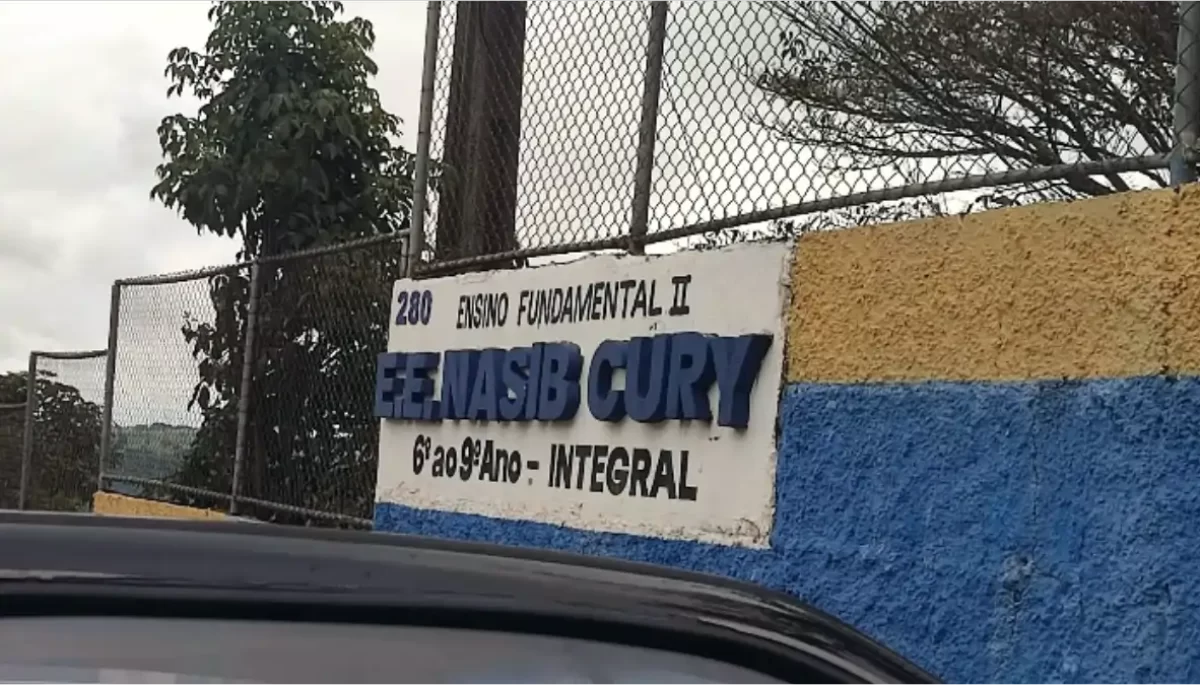 280 ENSINO FUNDAMENTAL II
E.E. NASIB CURY
6º ao 9º Ano - INTEGRAL